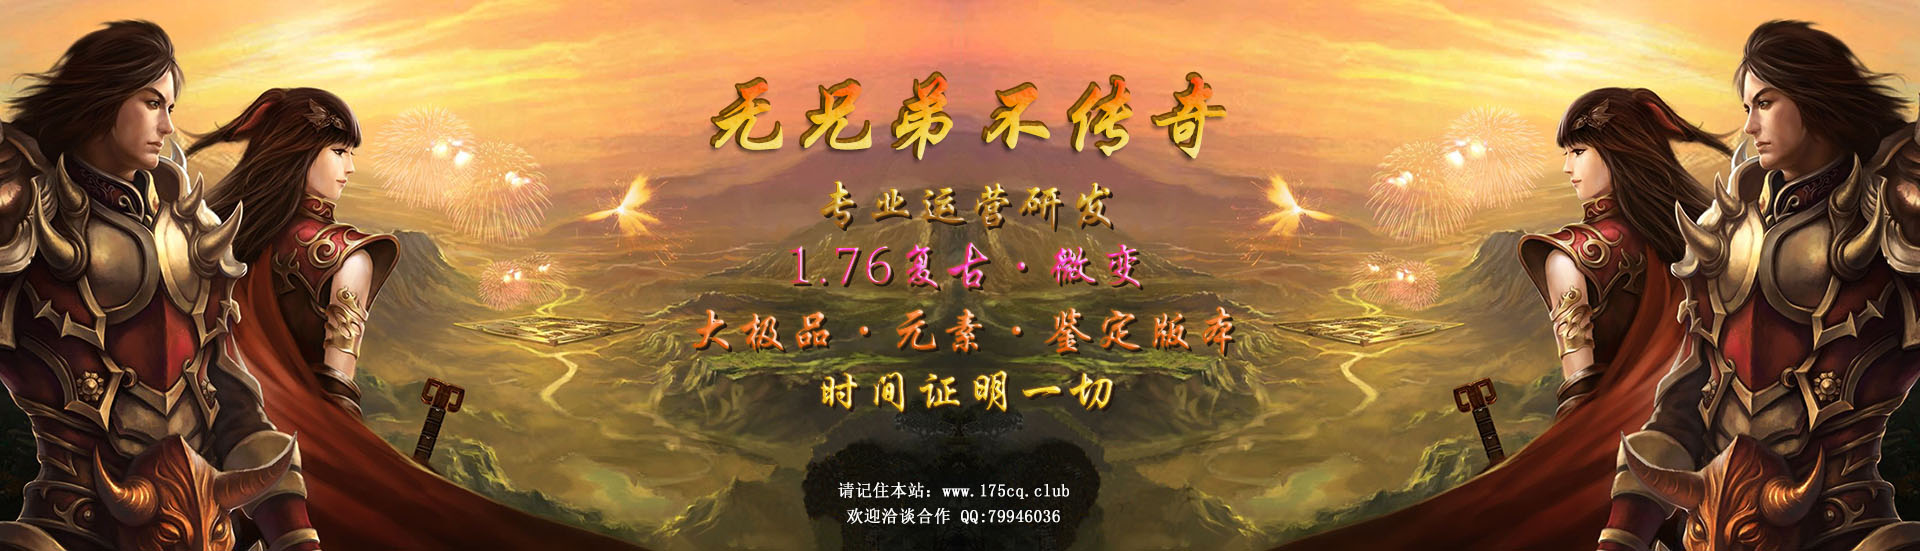 无兄弟不传奇
专业运营研发
1.76复古·微变
大极品·元素·鉴定版本
时间证明一切
请记住本站：www.175cq.club
欢迎洽谈合作 QQ:79946036